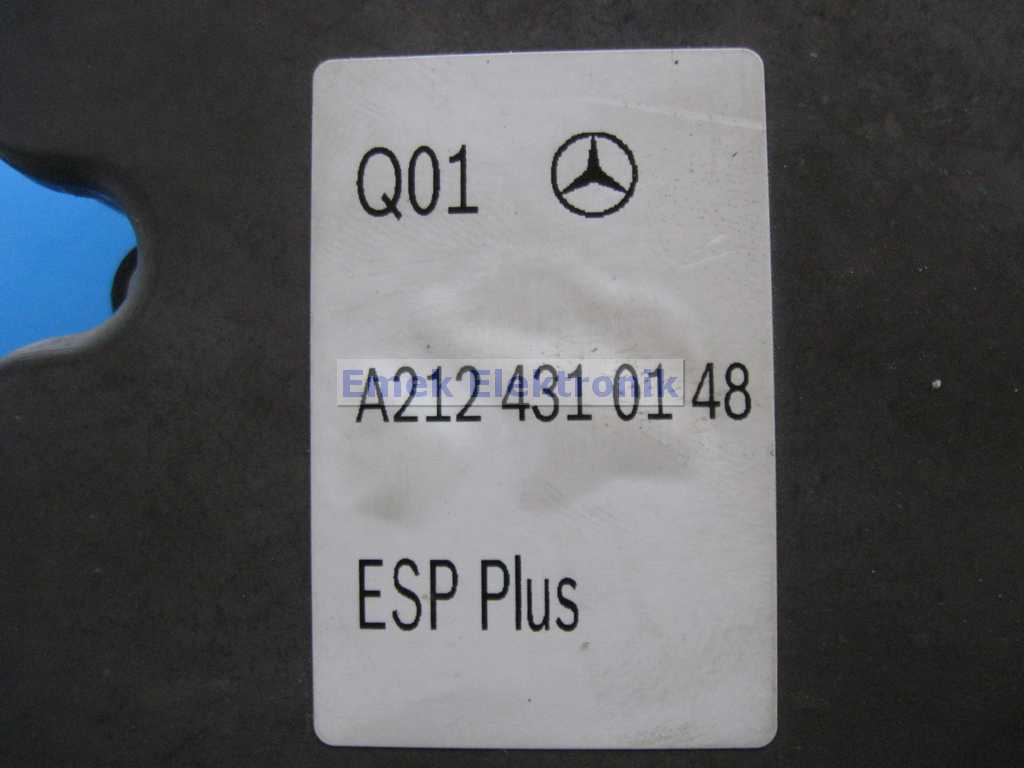 Q01
Emek Elektronik
A212 431 01 48
ESP Plus